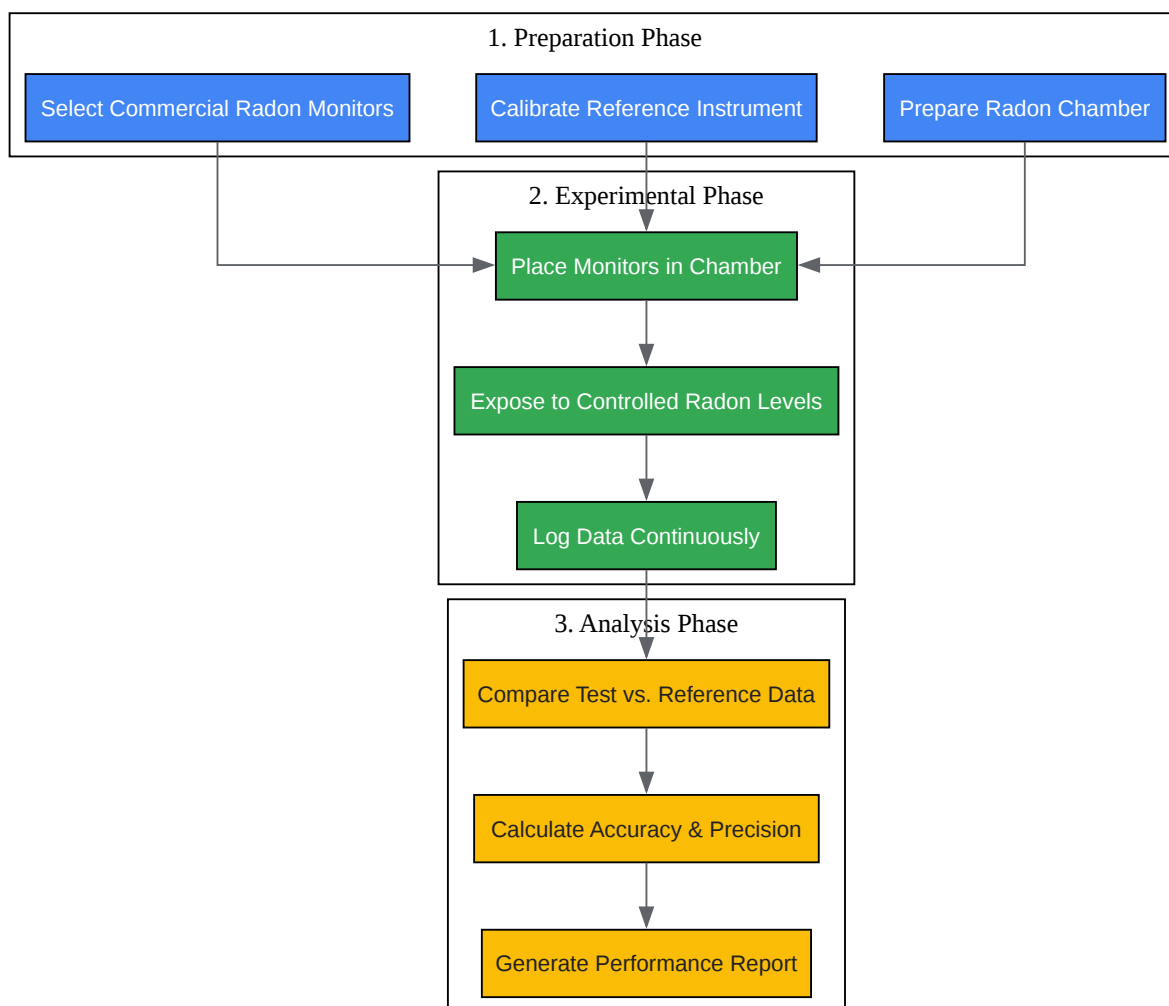 1. Preparation Phase
Select Commercial Radon Monitors
Calibrate Reference Instrument
Prepare Radon Chamber
2. Experimental Phase
Place Monitors in Chamber
Expose to Controlled Radon Levels
Log Data Continuously
3. Analysis Phase
Compare Test vs. Reference Data
Calculate Accuracy & Precision
Generate Performance Report